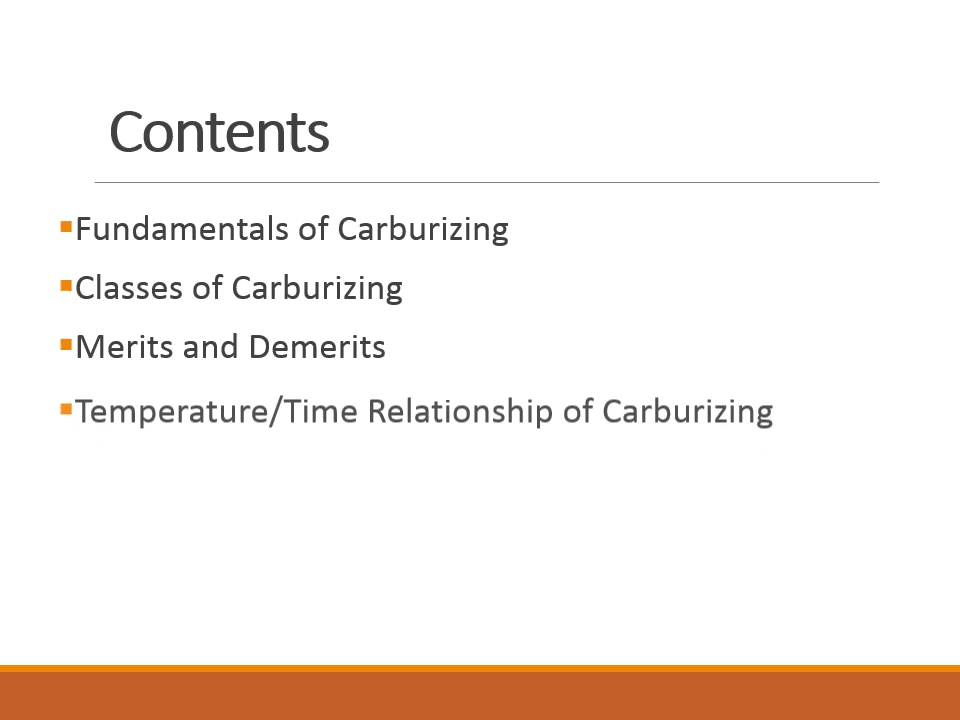 Contents
▪Fundamentals of Carburizing
▪Classes of Carburizing
▪Merits and Demerits
▪Temperature/Time Relationship of Carburizing